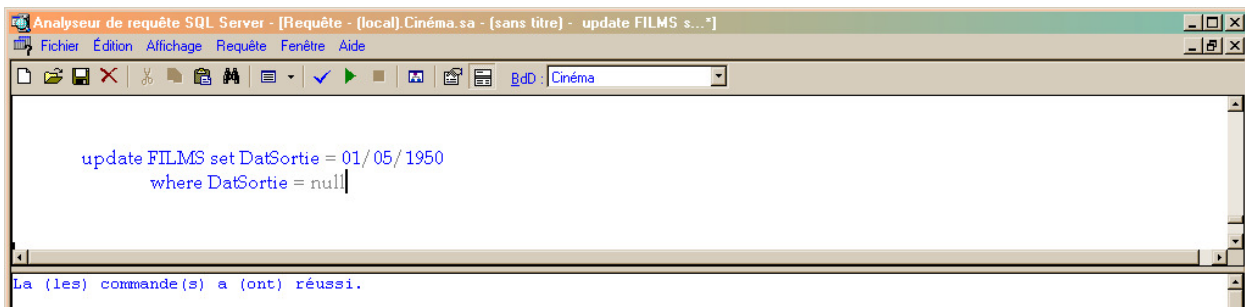 Analyseur de requête SQL Server - [Requête - (local).Cinéma.sa - (sans titre) - update FILMS s...*]
Fichier Édition Affichage Requête Fenêtre Aide
BdD : Cinéma
update FILMS set DatSortie = 01/05/1950
where DatSortie = null
La (les) commande(s) a (ont) réussi.